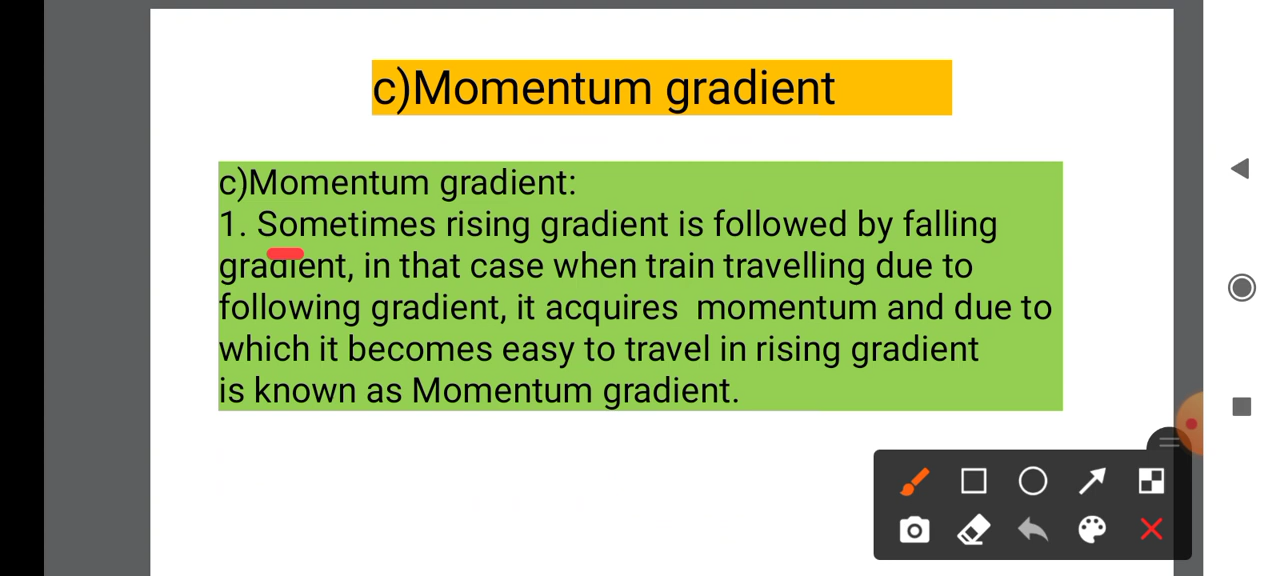 c)Momentum gradient
c)Momentum gradient:
1. Sometimes rising gradient is followed by falling
gradient, in that case when train travelling due to
following gradient, it acquires  momentum and due to
which it becomes easy to travel in rising gradient
is known as Momentum gradient.